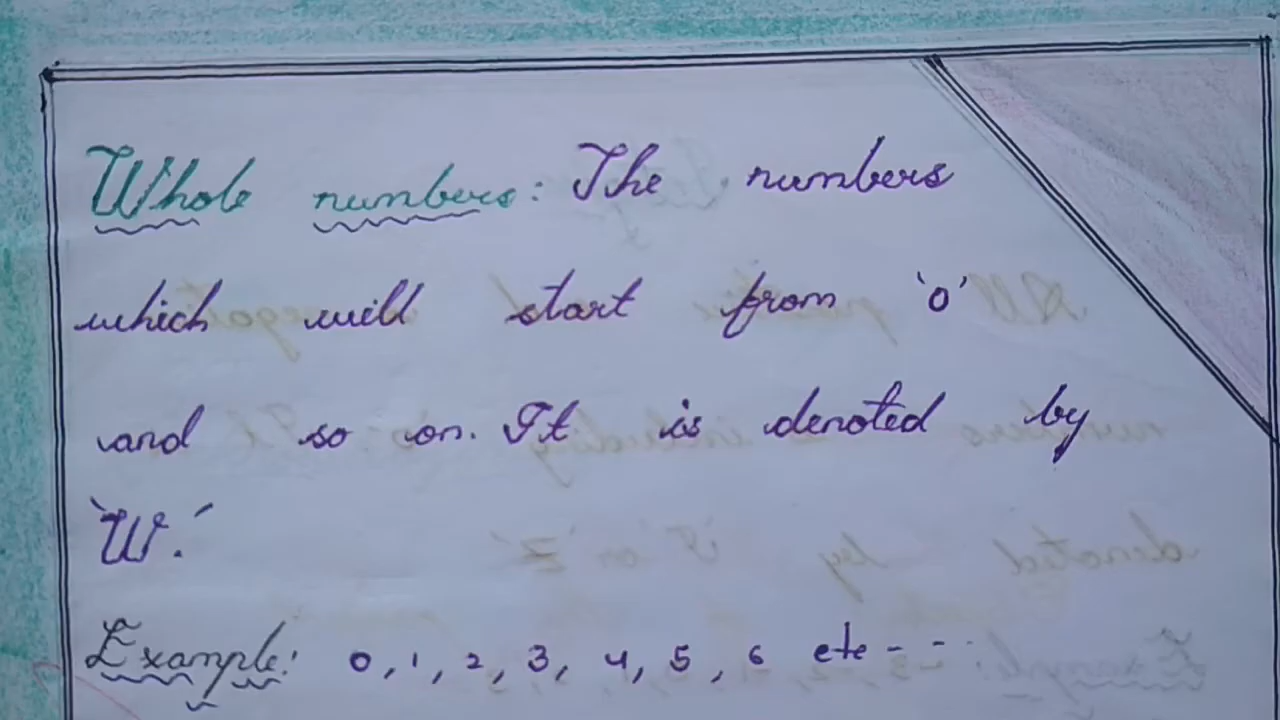 Whole numbers: The numbers
which will start from 'o'
and so on. It is denoted by
'W.'
Example: 0, 1, 2, 3, 4, 5, 6 etc - - -